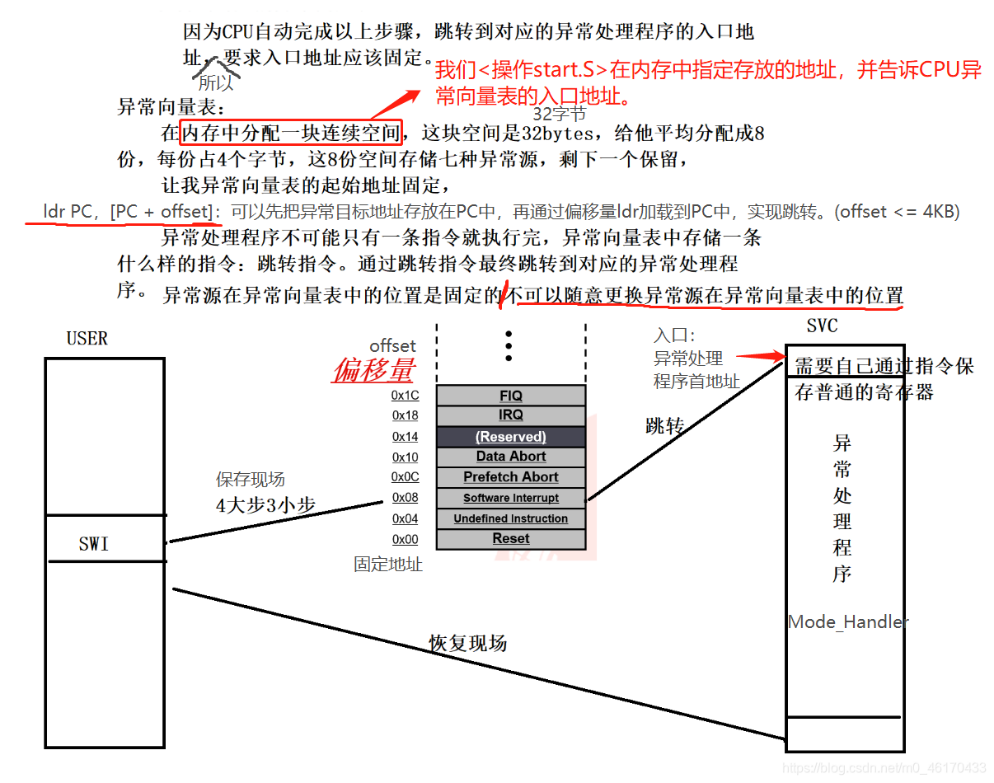 因为CPU自动完成以上步骤，跳转到对应的异常处理程序的入口地
址，要求入口地址应该固定。
所以
我们<操作start.S>在内存中指定存放的地址，并告诉CPU异
常向量表的入口地址。
异常向量表：
32字节
在内存中分配一块连续空间，这块空间是32bytes，给他平均分配成8
份，每份占4个字节，这8份空间存储七种异常源，剩下一个保留，
让我异常向量表的起始地址固定，
ldr PC，[PC + offset]：可以先把异常目标地址存放在PC中，再通过偏移量ldr加载到PC中，实现跳转。(offset <= 4KB)
异常处理程序不可能只有一条指令就执行完，异常向量表中存储一条
什么样的指令：跳转指令。通过跳转指令最终跳转到对应的异常处理程
序。
异常源在异常向量表中的位置是固定的不可以随意更换异常源在异常向量表中的位置
USER
SWI
保存现场
4大步3小步
offset
偏移量
0x1C FIQ
0x18 IRQ
0x14 (Reserved)
0x10 Data Abort
0x0C Prefetch Abort
0x08 Software Interrupt
0x04 Undefined Instruction
0x00 Reset
固定地址
跳转
入口：
异常处理
程序首地址
SVC
需要自己通过指令保
存普通的寄存器
异
常
处
理
程
序
Mode_Handler
恢复现场
https://blog.csdn.net/m0_46170433